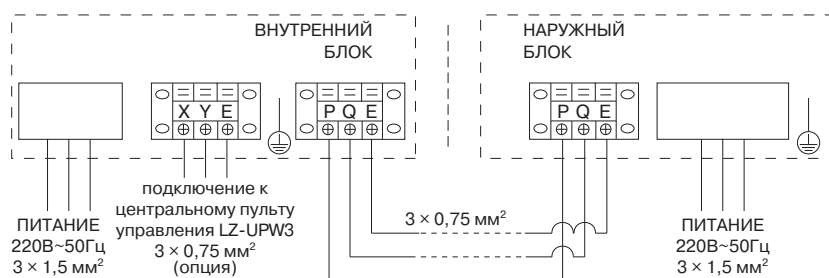 ВНУТРЕННИЙ
БЛОК
НАРУЖНЫЙ
БЛОК
X Y E
P Q E
P Q E
подключение к
центральному пульту
управления LZ-UPW3
3 × 0,75 мм²
(опция)
ПИТАНИЕ
220В~50Гц
3 × 1,5 мм²
3 × 0,75 мм²
ПИТАНИЕ
220В~50Гц
3 × 1,5 мм²